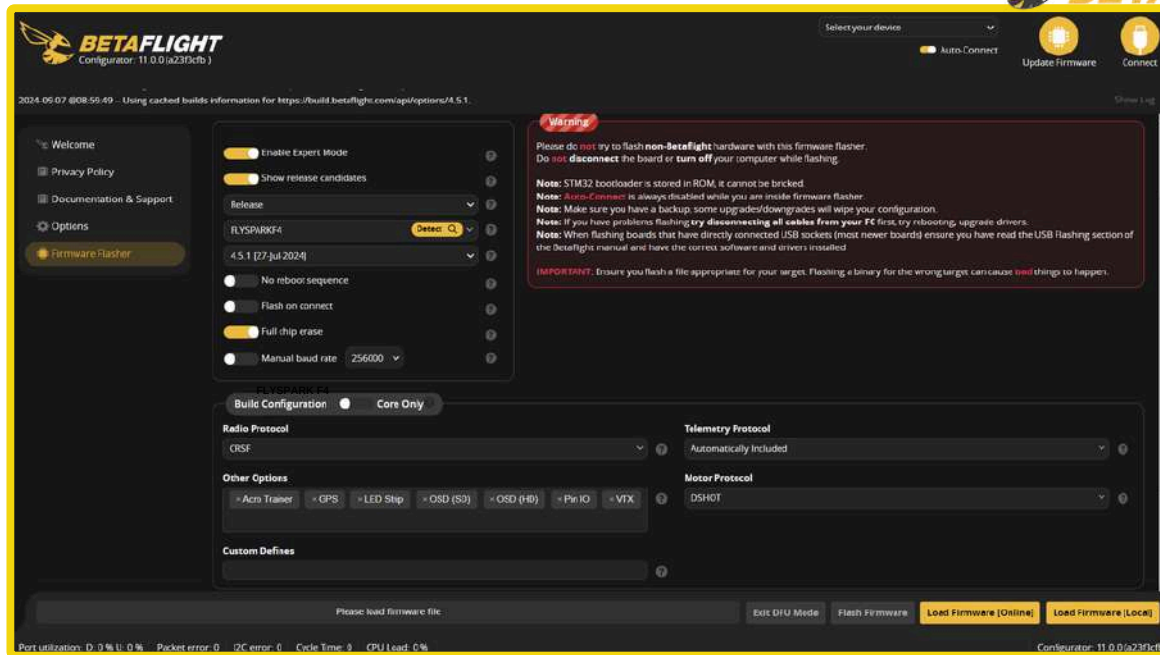 BETAFLIGHT
Configurator: 11.0.0 (a23f3cfb )
Select your device
Auto-Connect
Update Firmware
Connect
2024-09-07 @08:59:49 -- Using cached builds information for https://build.betaflight.com/api/options/4.5.1.
Show Log
Welcome
Privacy Policy
Documentation & Support
Options
Firmware Flasher
Enable Expert Mode
Show release candidates
Release
FLYSPARKF4
Detect
4.5.1 [27-Jul-2024]
No reboot sequence
Flash on connect
Full chip erase
Manual baud rate 256000
Warning
Please do not try to flash non-Betaflight hardware with this firmware flasher.
Do not disconnect the board or turn off your computer while flashing.
Note: STM32 bootloader is stored in ROM, it cannot be bricked.
Note: Auto-Connect is always disabled while you are inside firmware flasher.
Note: Make sure you have a backup, some upgrades/downgrades will wipe your configuration.
Note: If you have problems flashing try disconnecting all cables from your FC first, try rebooting, upgrade drivers.
Note: When flashing boards that have directly connected USB sockets (most newer boards) ensure you have read the USB Flashing section of
the Betaflight manual and have the correct software and drivers installed
IMPORTANT: Ensure you flash a file appropriate for your target. Flashing a binary for the wrong target can cause bad things to happen.
FLYSPARK F4
Build Configuration Core Only
Radio Protocol
CRSF
Telemetry Protocol
Automatically Included
Other Options
× Acro Trainer × GPS × LED Strip × OSD (SD) × OSD (HD) × Pin IO × VTX
Motor Protocol
DSHOT
Custom Defines
Please load firmware file
Exit DFU Mode
Flash Firmware
Load Firmware [Online]
Load Firmware [Local]
Port utilization: D: 0 % U: 0 % Packet error: 0 I2C error: 0 Cycle Time: 0 CPU Load: 0 %
Configurator: 11.0.0 (a23f3cf